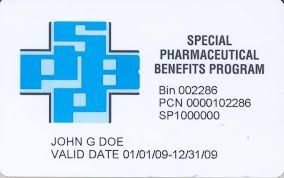 SPECIAL
PHARMACEUTICAL
BENEFITS PROGRAM
Bin 002286
PCN 0000102286
SP1000000
JOHN G DOE
VALID DATE 01/01/09-12/31/09